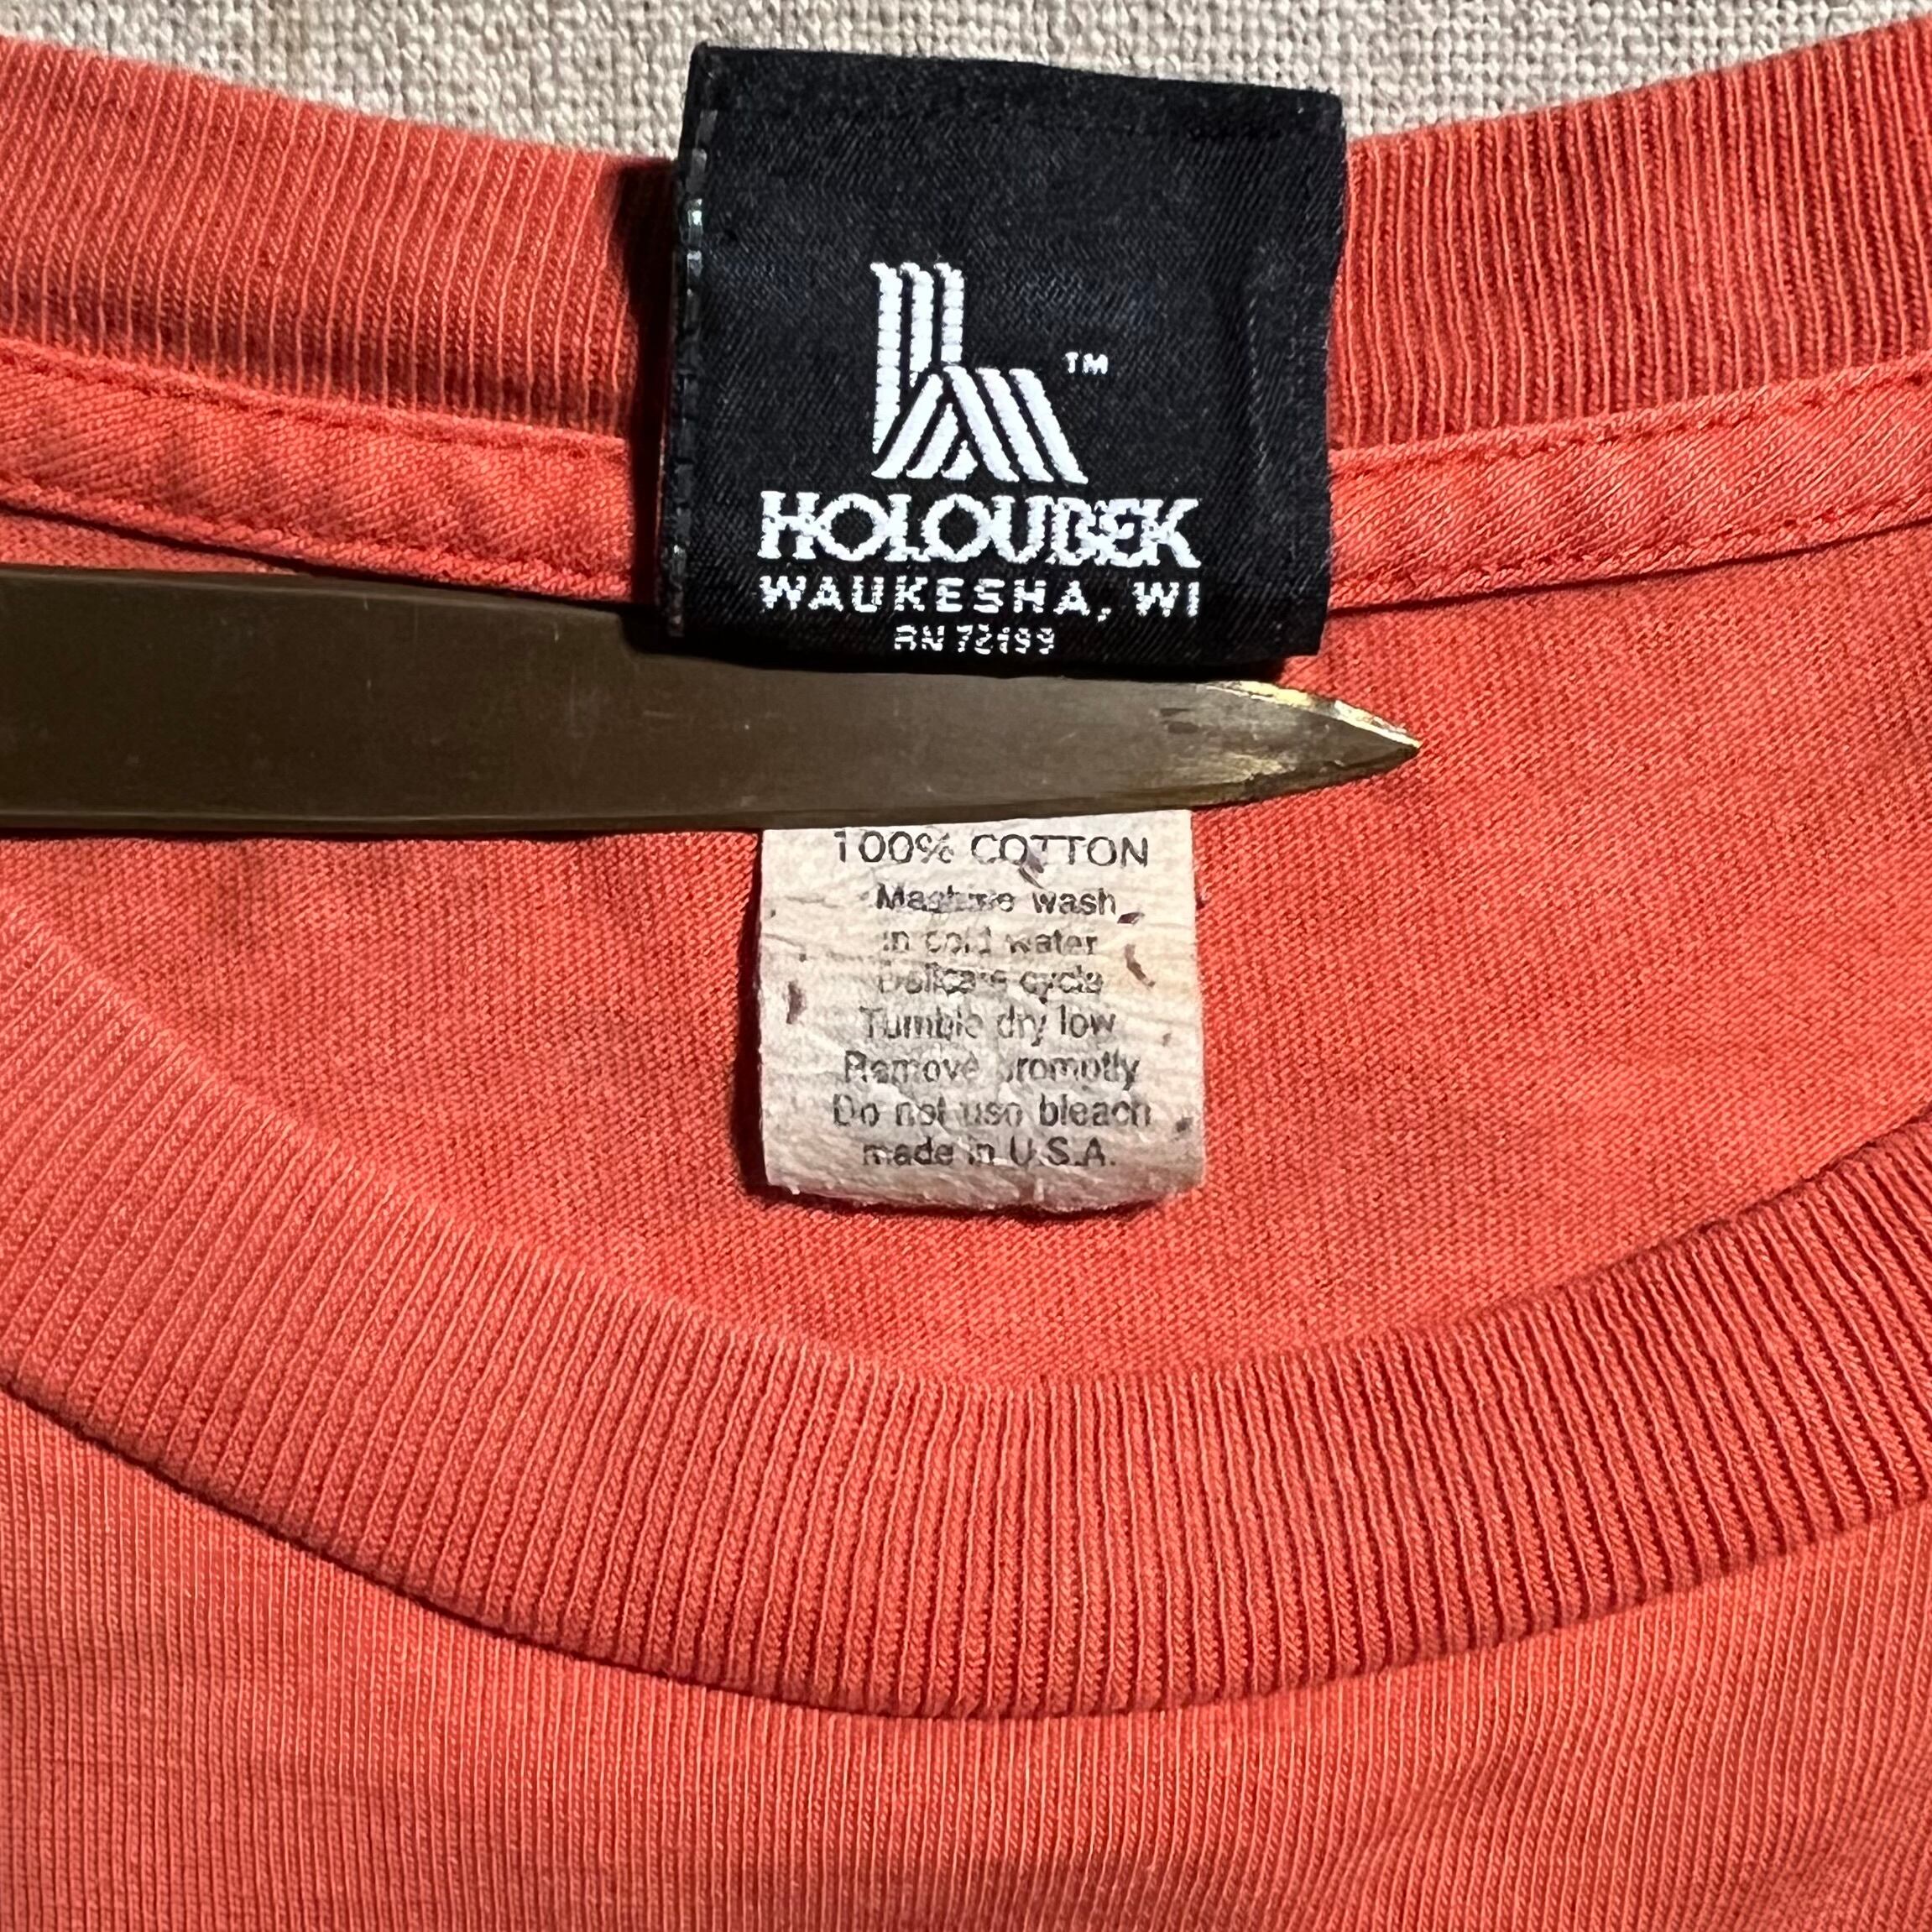 TM
HOLOUBEK
WAUKESHA, WI
RN 72199
100% COTTON
Machine wash
in cold water
Delicate cycle
Tumble dry low
Remove promptly
Do not use bleach
made in U.S.A.